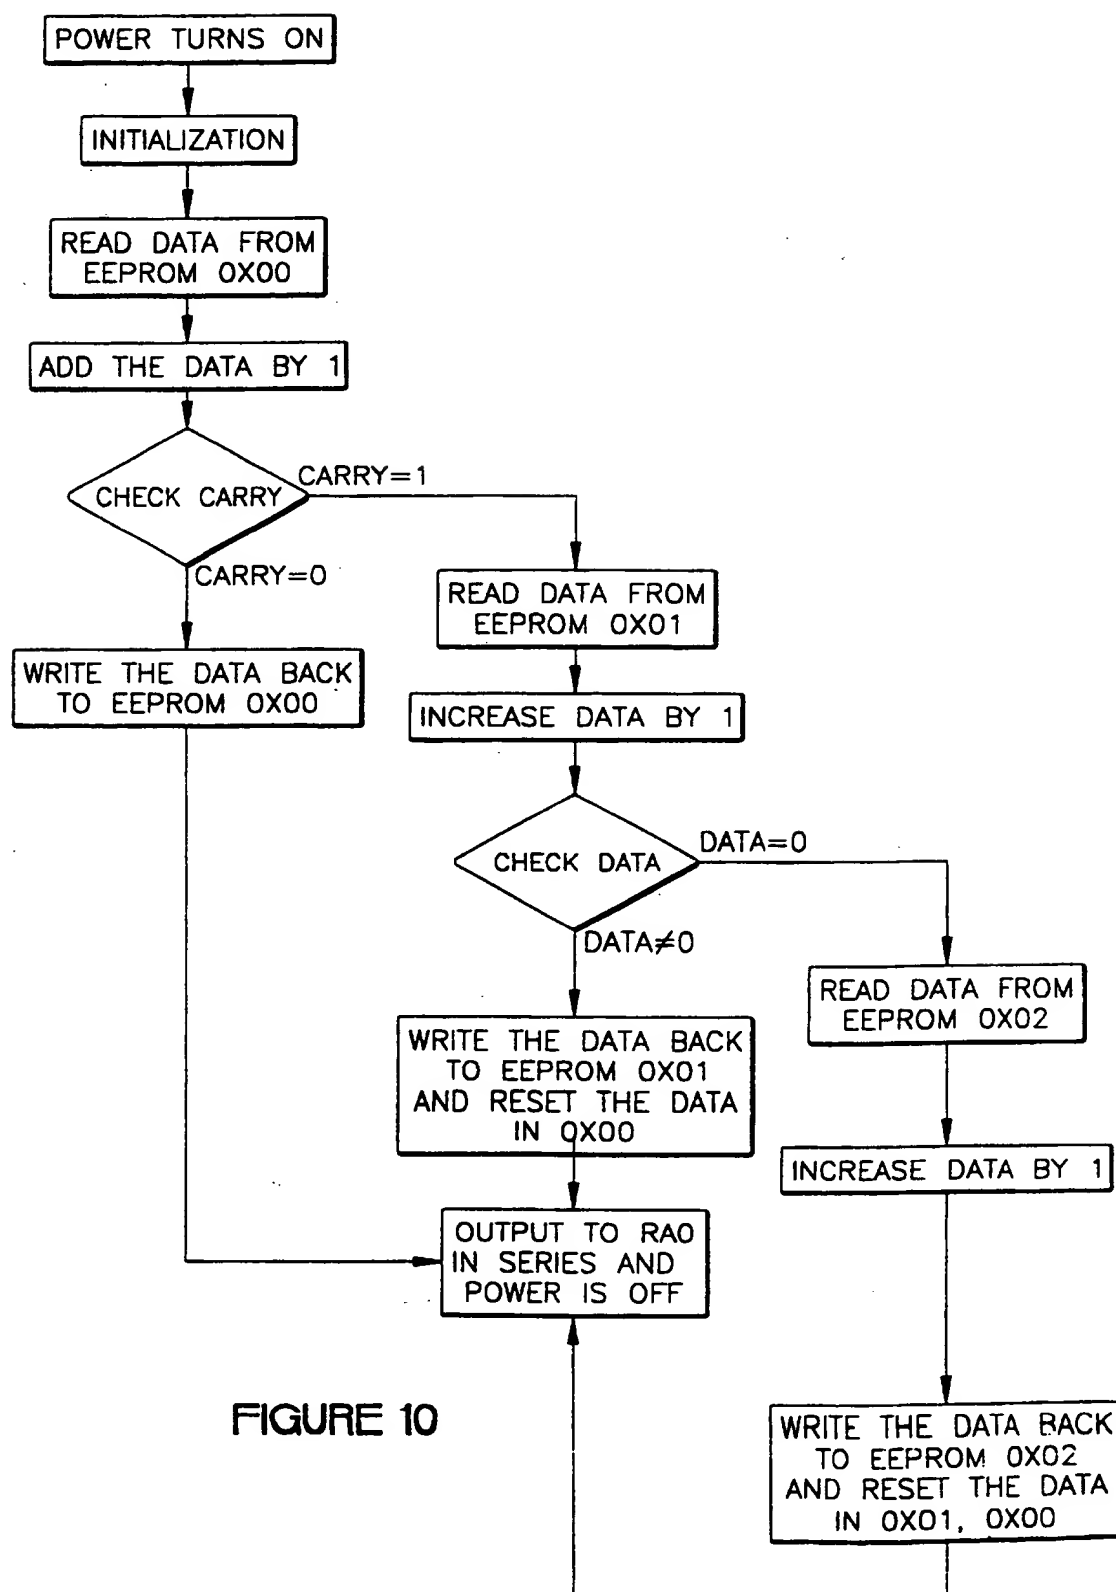 POWER TURNS ON
INITIALIZATION
READ DATA FROM
EEPROM 0X00
ADD THE DATA BY 1
CHECK CARRY
CARRY=1
CARRY=0
READ DATA FROM
EEPROM 0X01
WRITE THE DATA BACK
TO EEPROM 0X00
INCREASE DATA BY 1
CHECK DATA
DATA=0
DATA≠0
READ DATA FROM
EEPROM 0X02
WRITE THE DATA BACK
TO EEPROM 0X01
AND RESET THE DATA
IN 0X00
INCREASE DATA BY 1
OUTPUT TO RA0
IN SERIES AND
POWER IS OFF
FIGURE 10
WRITE THE DATA BACK
TO EEPROM 0X02
AND RESET THE DATA
IN 0X01, 0X00